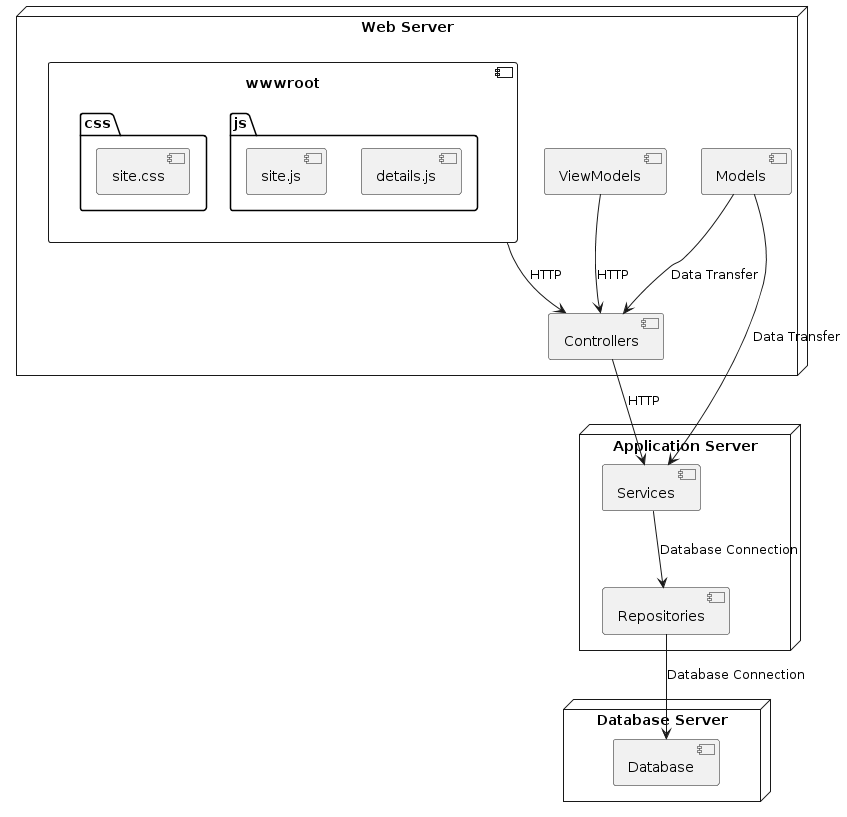 Web Server
wwwroot
css
js
site.css
site.js
details.js
ViewModels
Models
HTTP
HTTP
Data Transfer
Data Transfer
Controllers
HTTP
Application Server
Services
Database Connection
Repositories
Database Connection
Database Server
Database